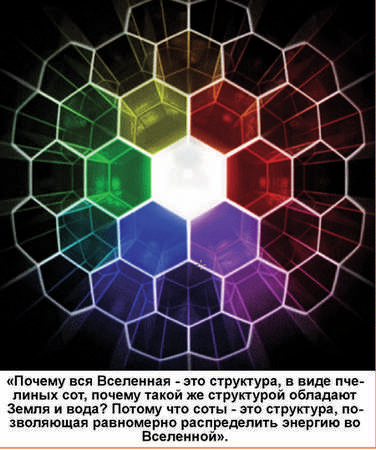 «Почему вся Вселенная - это структура, в виде пче-
линых сот, почему такой же структурой обладают
Земля и вода? Потому что соты - это структура, по-
зволяющая равномерно распределить энергию во
Вселенной».